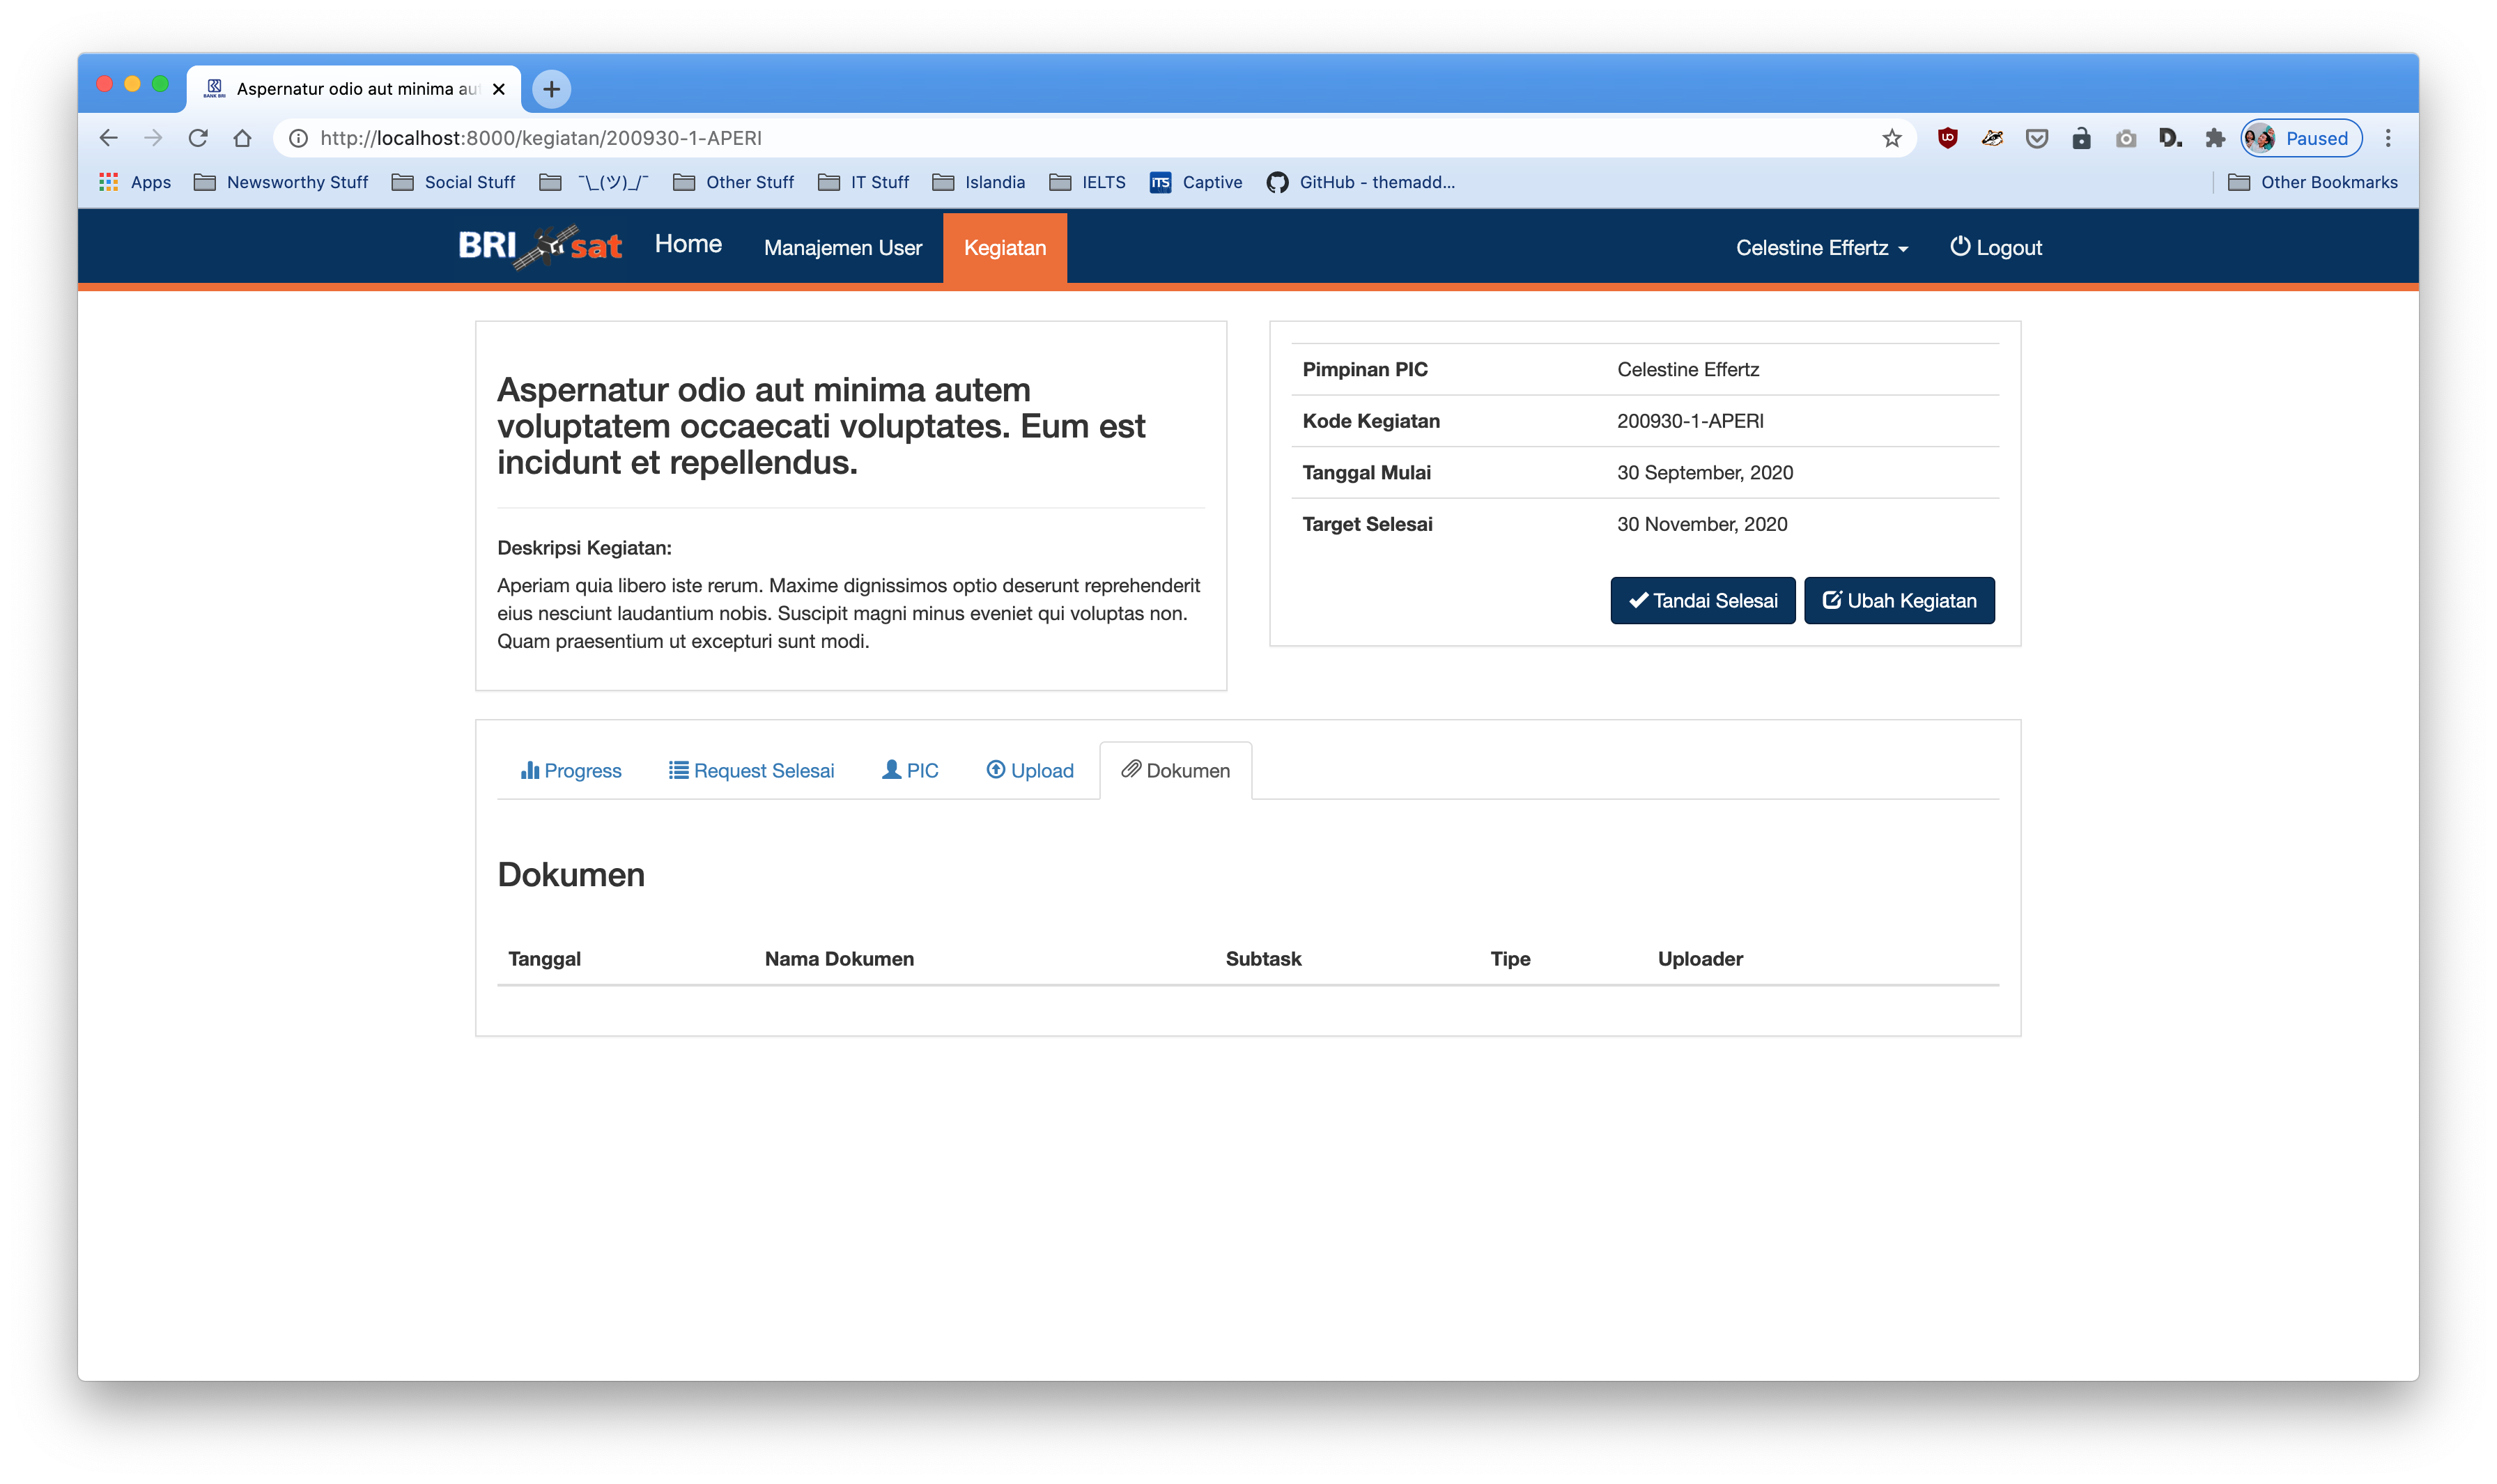 Aspernatur odio aut minima au
http://localhost:8000/kegiatan/200930-1-APERI
Paused
Apps Newsworthy Stuff Social Stuff ¯\_(ツ)_/¯ Other Stuff IT Stuff Islandia IELTS ITS Captive GitHub - themadd... Other Bookmarks
BRI sat Home Manajemen User Kegiatan Celestine Effertz Logout
Aspernatur odio aut minima autem
voluptatem occaecati voluptates. Eum est
incidunt et repellendus.
Deskripsi Kegiatan:
Aperiam quia libero iste rerum. Maxime dignissimos optio deserunt reprehenderit
eius nesciunt laudantium nobis. Suscipit magni minus eveniet qui voluptas non.
Quam praesentium ut excepturi sunt modi.
Pimpinan PIC Celestine Effertz
Kode Kegiatan 200930-1-APERI
Tanggal Mulai 30 September, 2020
Target Selesai 30 November, 2020
Tandai Selesai Ubah Kegiatan
Progress Request Selesai PIC Upload Dokumen
Dokumen
Tanggal Nama Dokumen Subtask Tipe Uploader